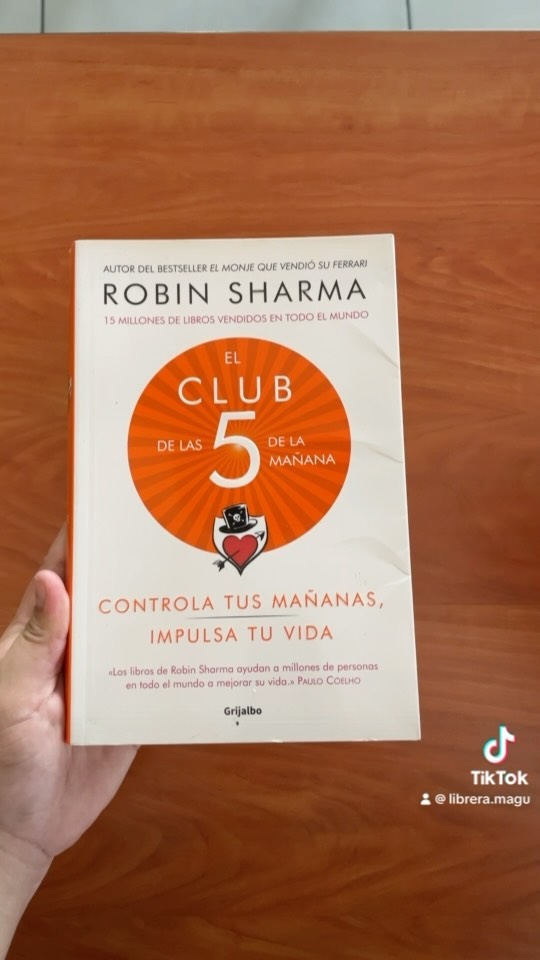 AUTOR DEL BESTSELLER EL MONJE QUE VENDIÓ SU FERRARI
ROBIN SHARMA
15 MILLONES DE LIBROS VENDIDOS EN TODO EL MUNDO
EL
CLUB
DE LAS 5 DE LA
MAÑANA
CONTROLA TUS MAÑANAS,
IMPULSA TU VIDA
«Los libros de Robin Sharma ayudan a millones de personas
en todo el mundo a mejorar su vida.» PAULO COELHO
Grijalbo
TikTok
@ librera.magu